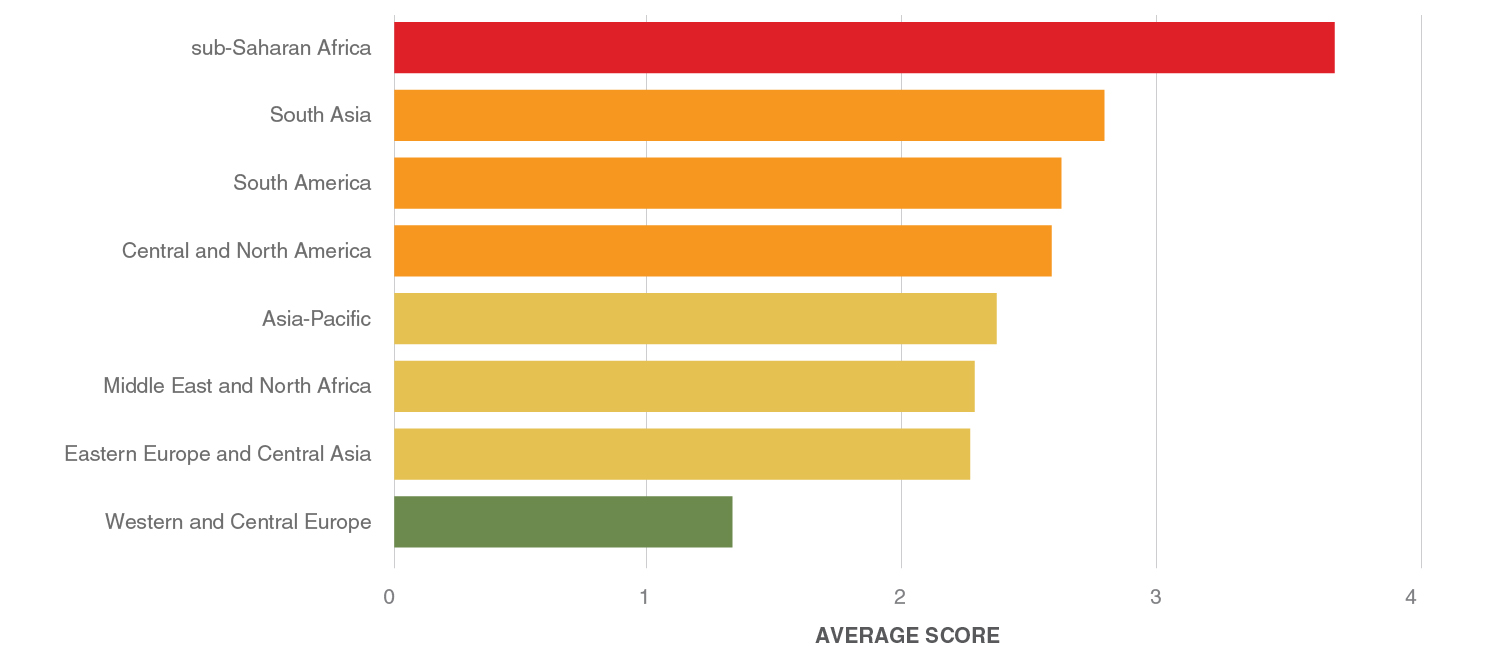 sub-Saharan Africa
South Asia
South America
Central and North America
Asia-Pacific
Middle East and North Africa
Eastern Europe and Central Asia
Western and Central Europe
0 1 2 3 4
AVERAGE SCORE